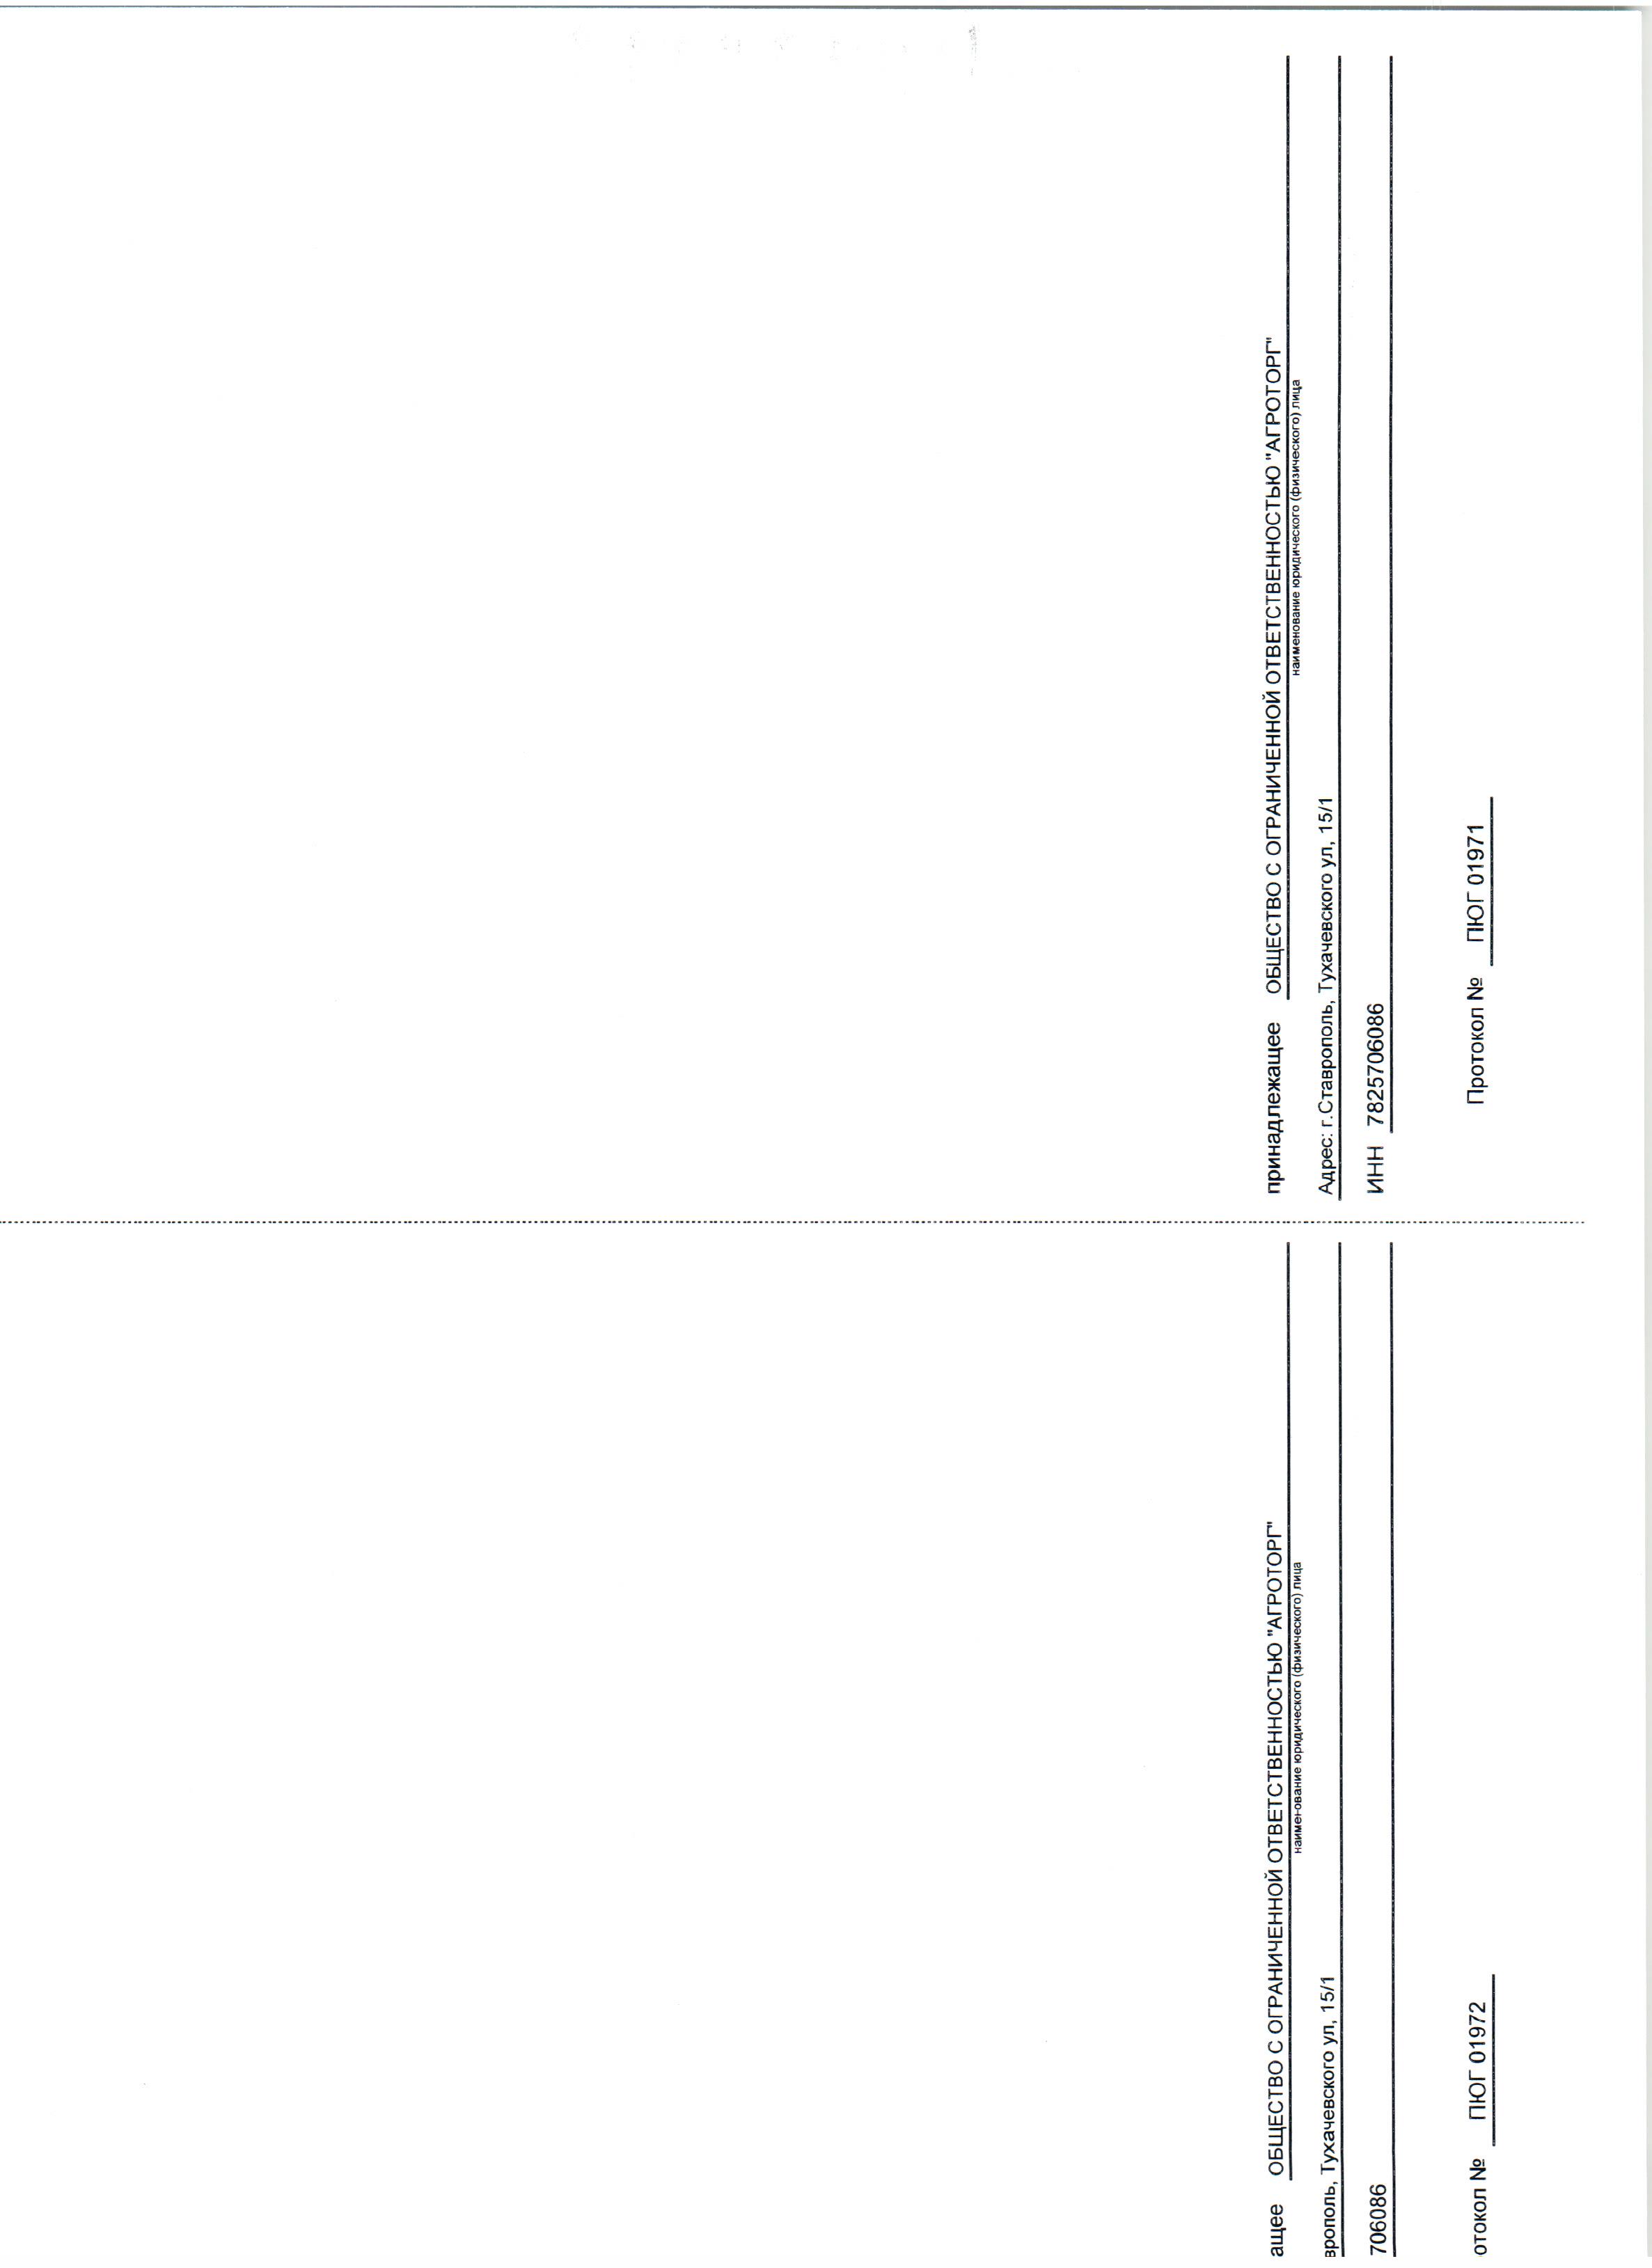 принадлежащее ОБЩЕСТВО С ОГРАНИЧЕННОЙ ОТВЕТСТВЕННОСТЬЮ "АГРОТОРГ"
наименование юридического (физического) лица
Адрес: г.Ставрополь, Тухачевского ул, 15/1
ИНН 7825706086
Протокол № ПЮГ 01971
ащее ОБЩЕСТВО С ОГРАНИЧЕННОЙ ОТВЕТСТВЕННОСТЬЮ "АГРОТОРГ"
наименование юридического (физического) лица
врополь, Тухачевского ул, 15/1
706086
отокол № ПЮГ 01972